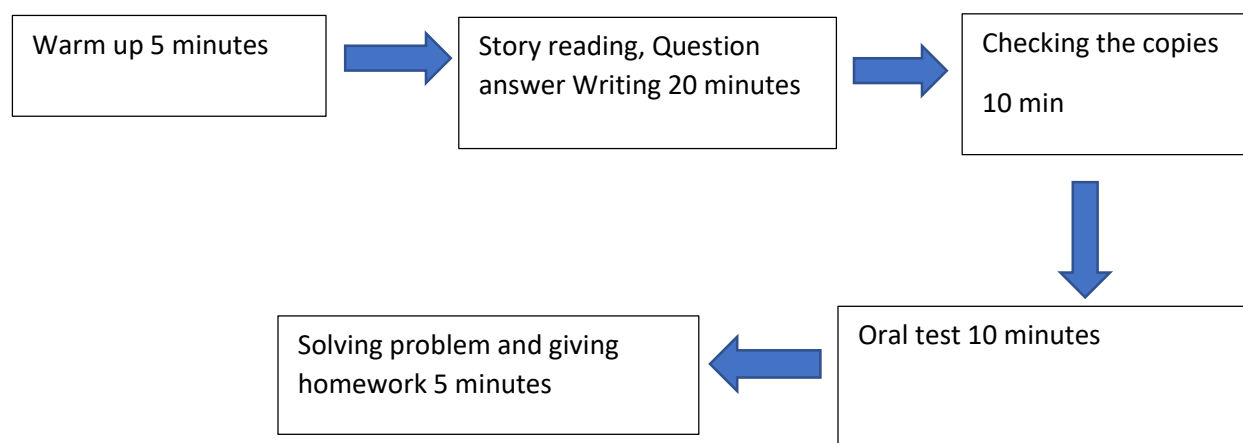 Warm up 5 minutes
Story reading, Question
answer Writing 20 minutes
Checking the copies
10 min
Oral test 10 minutes
Solving problem and giving
homework 5 minutes